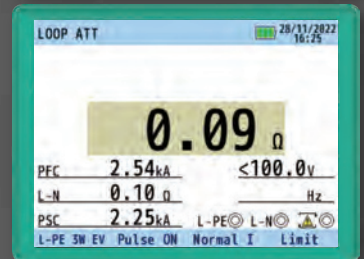 LOOP ATT 28/11/2022
16:25
0.09 Ω
PFC 2.54kA <100.0V
L-N 0.10 Ω Hz
PSC 2.25kA L-PE L-N
L-PE 3W EV Pulse ON Normal I Limit